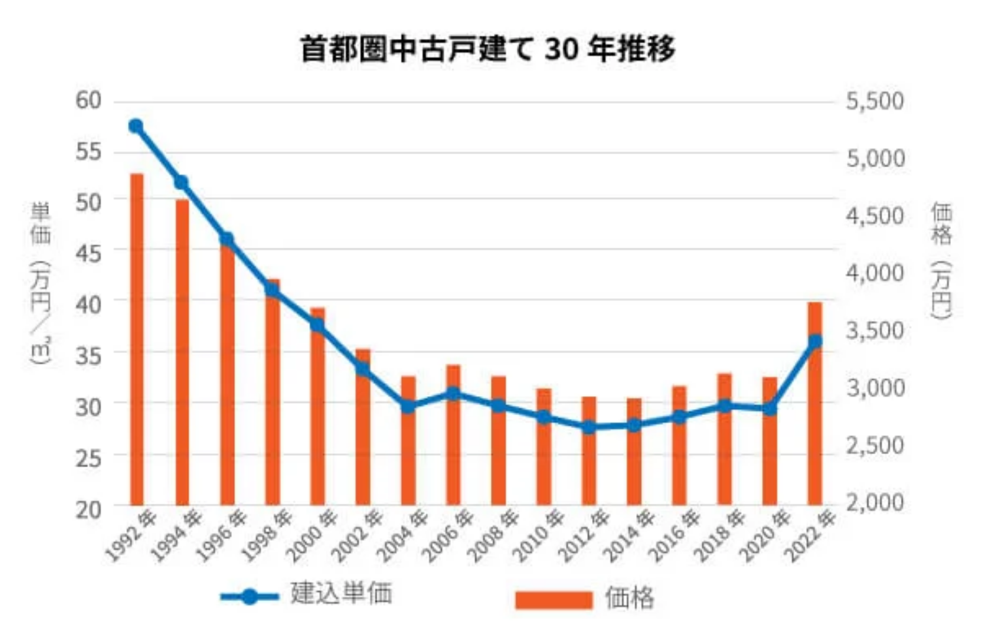 首都圏中古戸建て 30 年推移
単価（万円／㎡）
60
55
50
45
40
35
30
25
20
5,500
5,000
4,500
4,000
3,500
3,000
2,500
2,000
価格（万円）
1992 年
1994 年
1996 年
1998 年
2000 年
2002 年
2004 年
2006 年
2008 年
2010 年
2012 年
2014 年
2016 年
2018 年
2020 年
2022 年
建込単価
価格